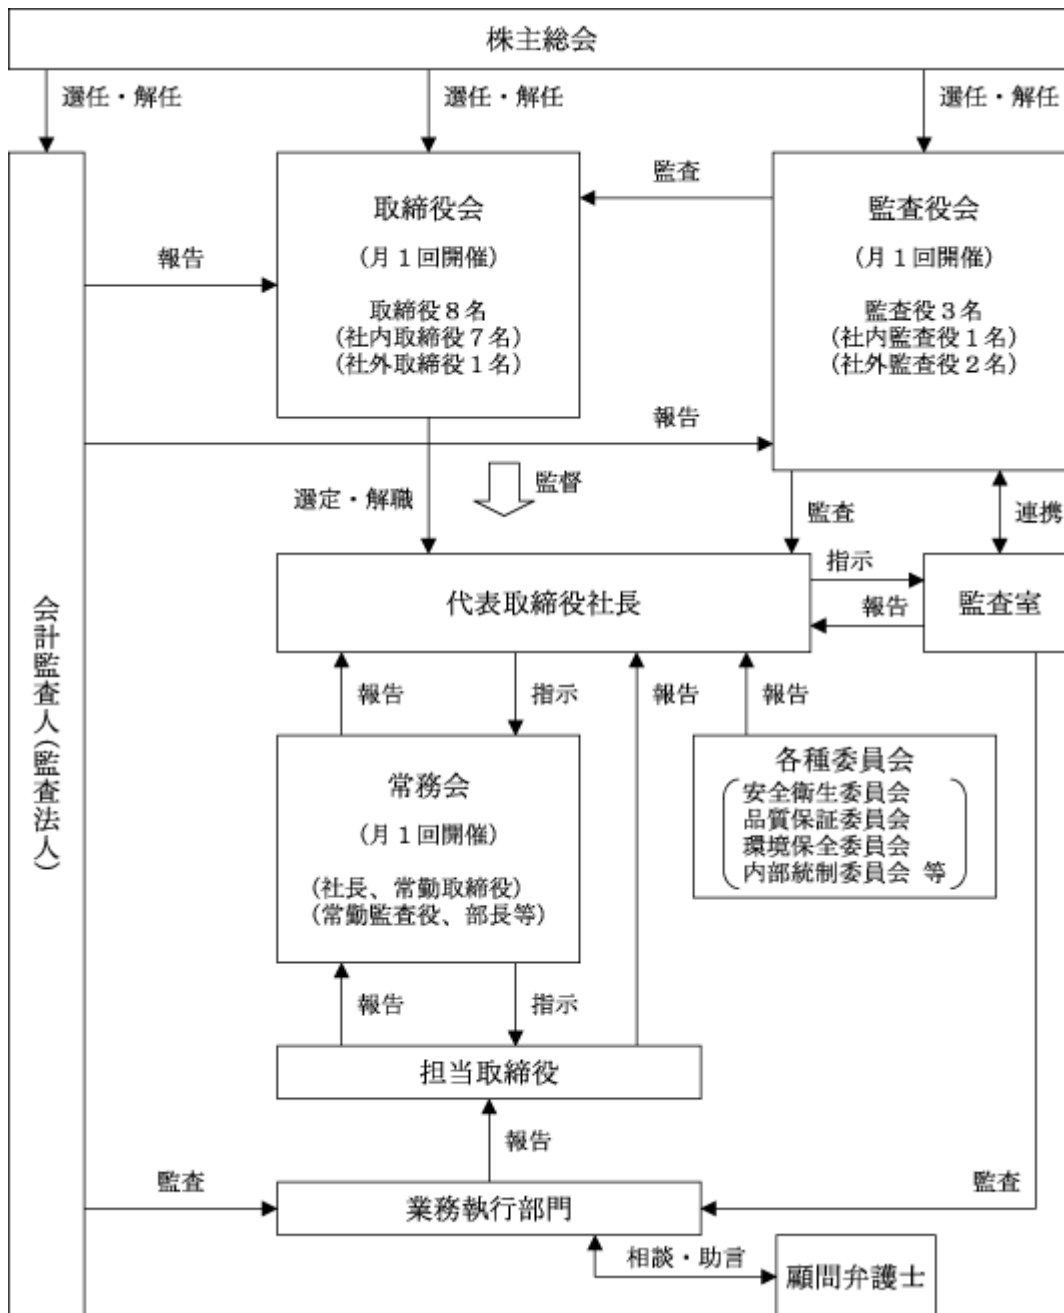 株主総会
選任・解任
選任・解任
選任・解任
取締役会
(月1回開催)
取締役8名
(社内取締役7名)
(社外取締役1名)
監査
監査役会
(月1回開催)
監査役3名
(社内監査役1名)
(社外監査役2名)
報告
報告
選定・解職
監督
監査
連携
会計監査人(監査法人)
代表取締役社長
指示
報告
監査室
報告
指示
報告
報告
常務会
(月1回開催)
(社長、常勤取締役)
(常勤監査役、部長等)
各種委員会
安全衛生委員会
品質保証委員会
環境保全委員会
内部統制委員会 等
報告
指示
担当取締役
報告
監査
業務執行部門
監査
相談・助言
顧問弁護士